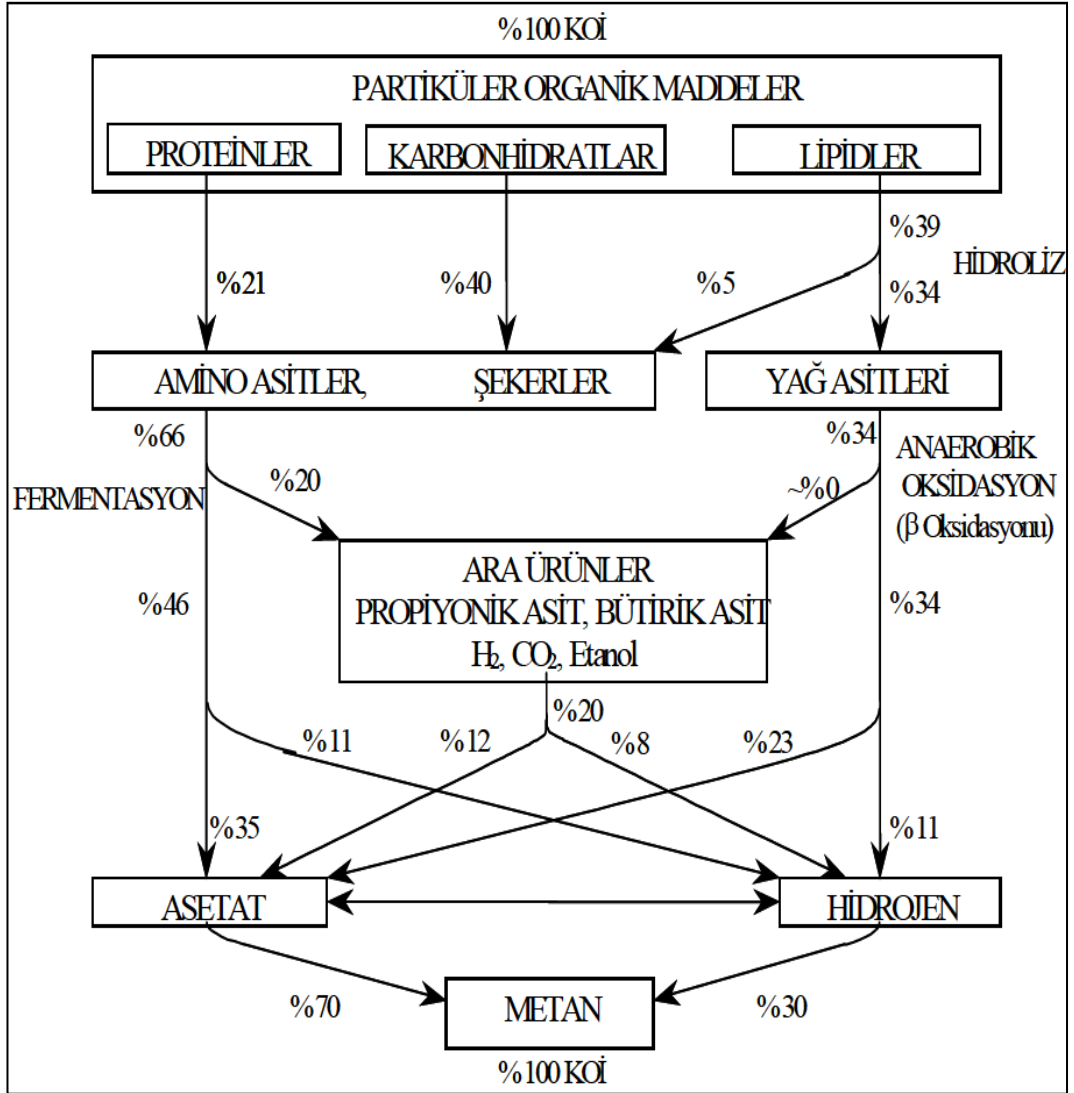 %100 KOİ
PARTİKÜLER ORGANİK MADDELER
PROTEİNLER
KARBONHİDRATLAR
LİPİDLER
%39
HİDROLİZ
%21
%40
%5
%34
AMİNO ASİTLER, ŞEKERLER
YAĞ ASİTLERİ
%66
%34
ANAEROBİK
OKSİDASYON
(β Oksidasyonu)
%20
~%0
FERMENTASYON
ARA ÜRÜNLER
PROPİYONİK ASİT, BÜTİRİK ASİT
H₂, CO₂, Etanol
%46
%34
%20
%11
%12
%8
%23
%35
%11
ASETAT
HİDROJEN
%70
METAN
%30
%100 KOİ